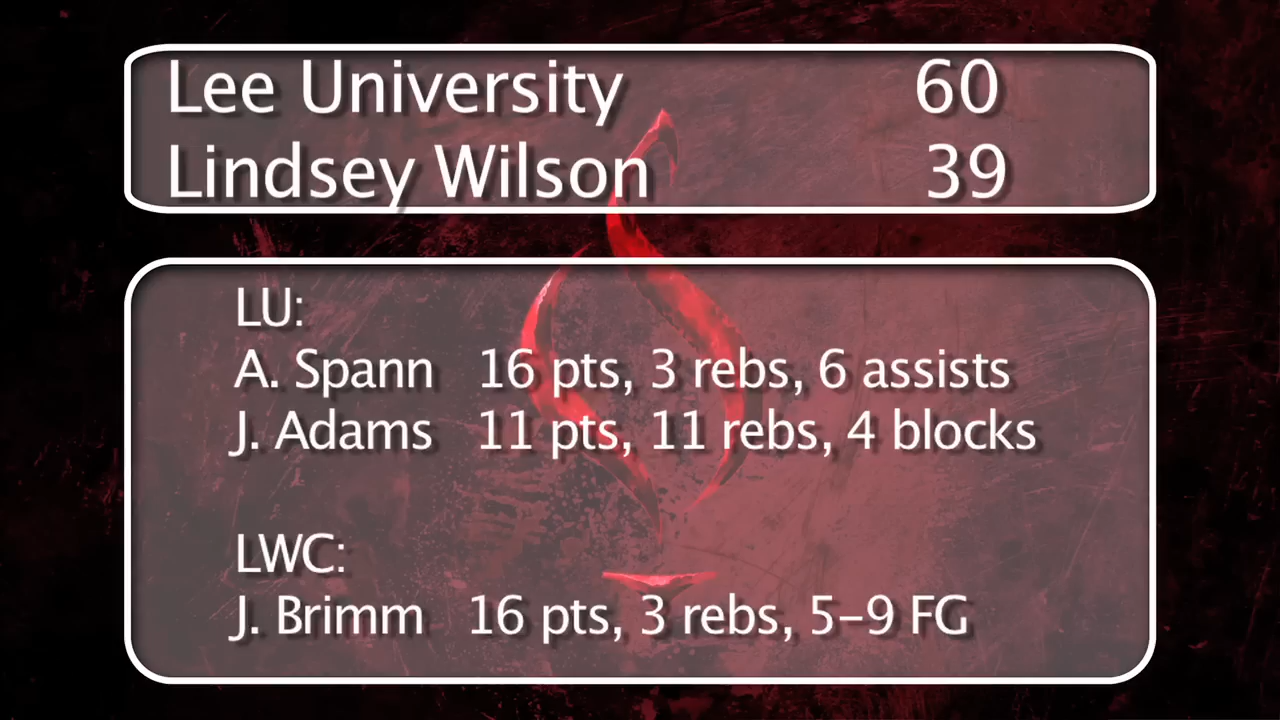 Lee University 60
Lindsey Wilson 39
LU:
A. Spann 16 pts, 3 rebs, 6 assists
J. Adams 11 pts, 11 rebs, 4 blocks
LWC:
J. Brimm 16 pts, 3 rebs, 5-9 FG